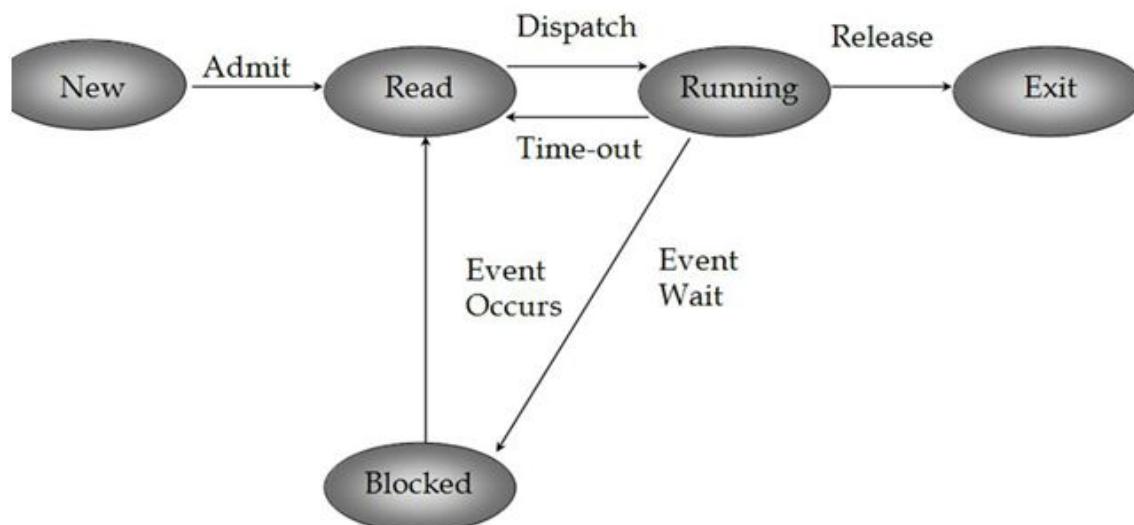 Dispatch
Release
Admit
New
Read
Running
Exit
Time-out
Event
Occurs
Event
Wait
Blocked